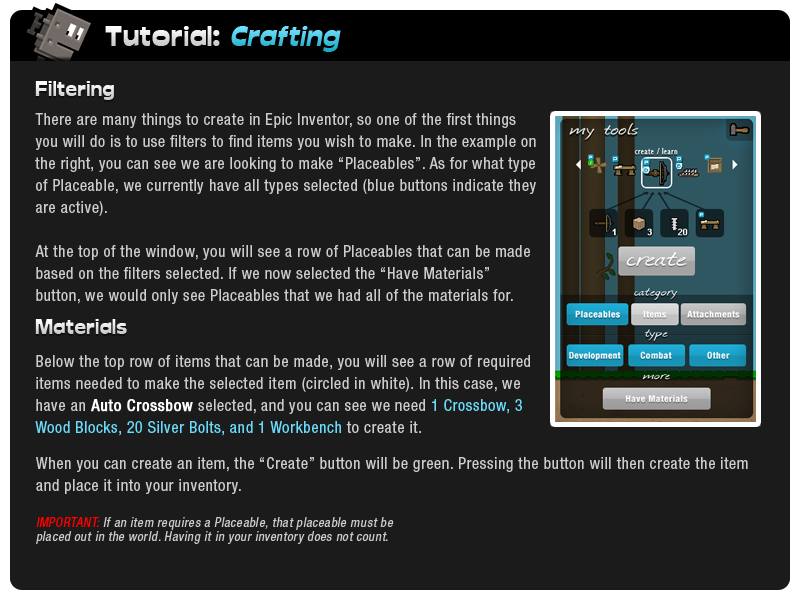 Tutorial: Crafting
Filtering
There are many things to create in Epic Inventor, so one of the first things
you will do is to use filters to find items you wish to make. In the example on
the right, you can see we are looking to make “Placeables”. As for what type
of Placeable, we currently have all types selected (blue buttons indicate they
are active).
At the top of the window, you will see a row of Placeables that can be made
based on the filters selected. If we now selected the “Have Materials”
button, we would only see Placeables that we had all of the materials for.
Materials
Below the top row of items that can be made, you will see a row of required
items needed to make the selected item (circled in white). In this case, we
have an Auto Crossbow selected, and you can see we need 1 Crossbow, 3
Wood Blocks, 20 Silver Bolts, and 1 Workbench to create it.
When you can create an item, the “Create” button will be green. Pressing the button will then create the item
and place it into your inventory.
IMPORTANT: If an item requires a Placeable, that placeable must be
placed out in the world. Having it in your inventory does not count.
my tools
create / learn
1 3 20
create
category
Placeables Items Attachments
type
Development Combat Other
more
Have Materials